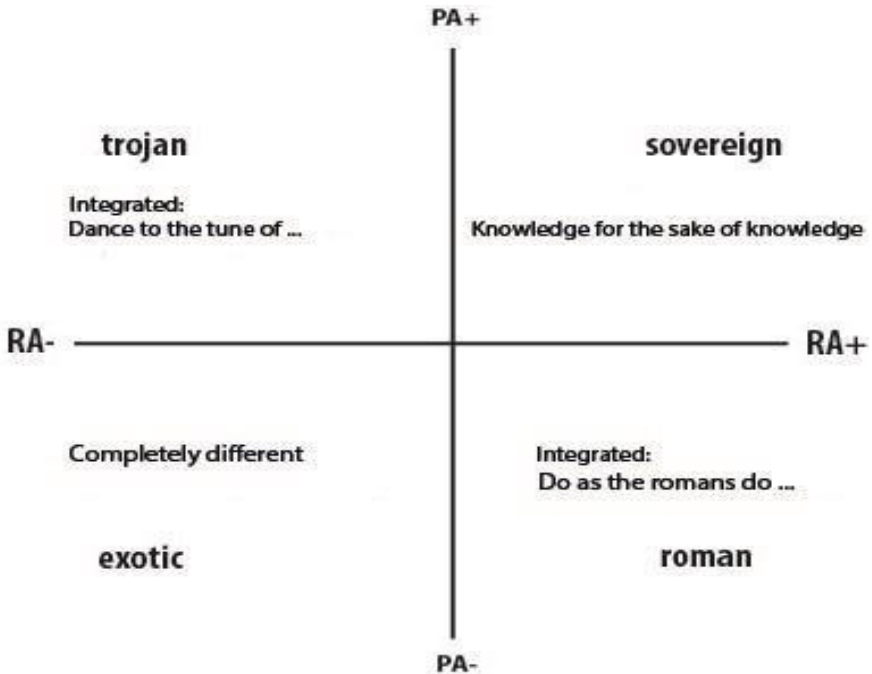 PA+
trojan
sovereign
Integrated:
Dance to the tune of ...
Knowledge for the sake of knowledge
RA-
RA+
Completely different
Integrated:
Do as the romans do ...
exotic
roman
PA-